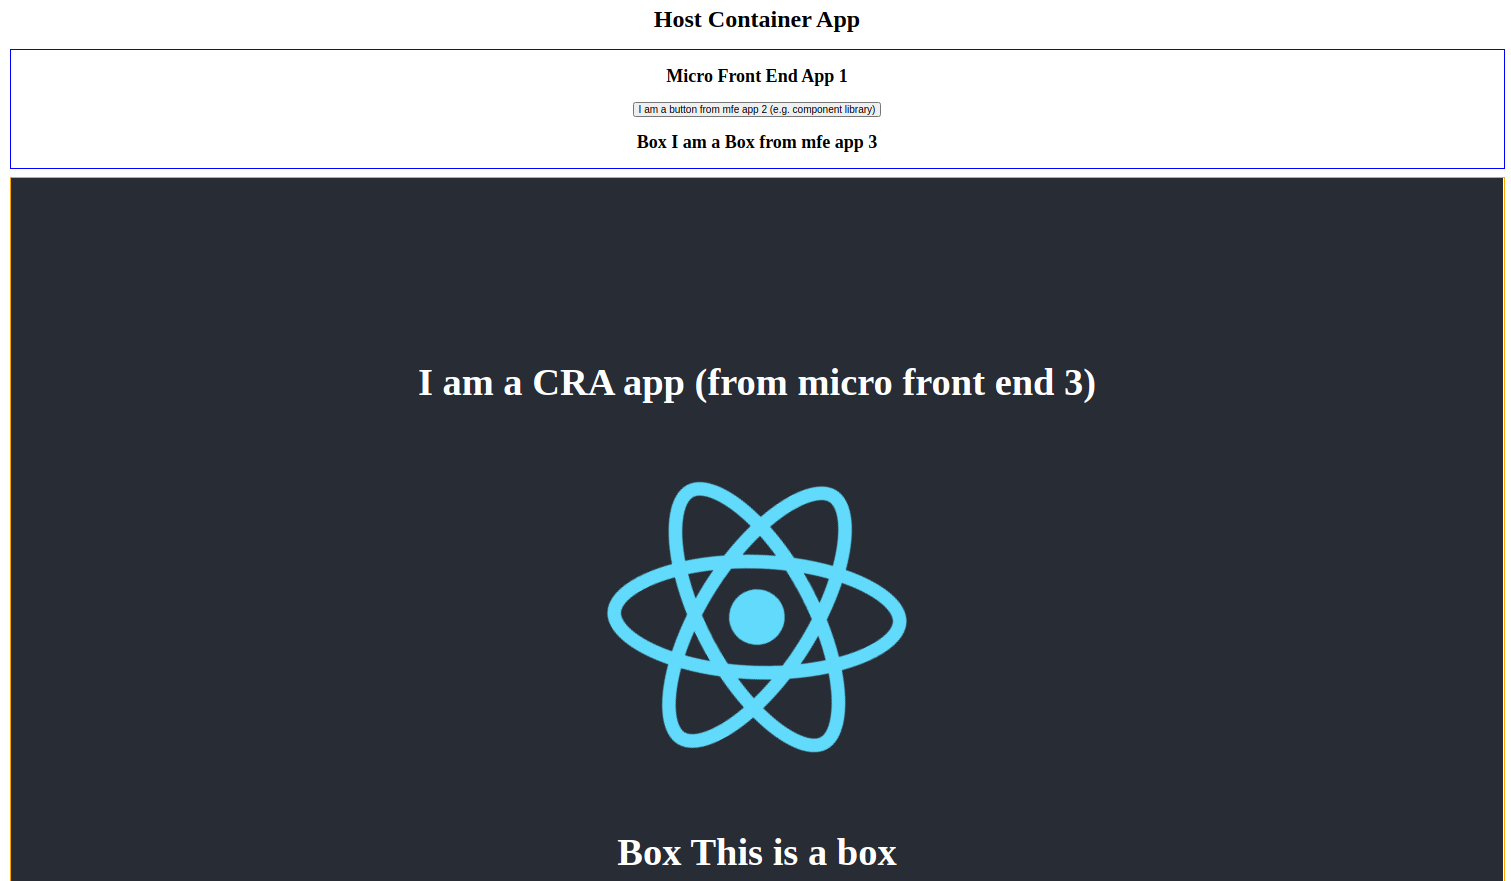 Host Container App
Micro Front End App 1
I am a button from mfe app 2 (e.g. component library)
Box I am a Box from mfe app 3
I am a CRA app (from micro front end 3)
Box This is a box